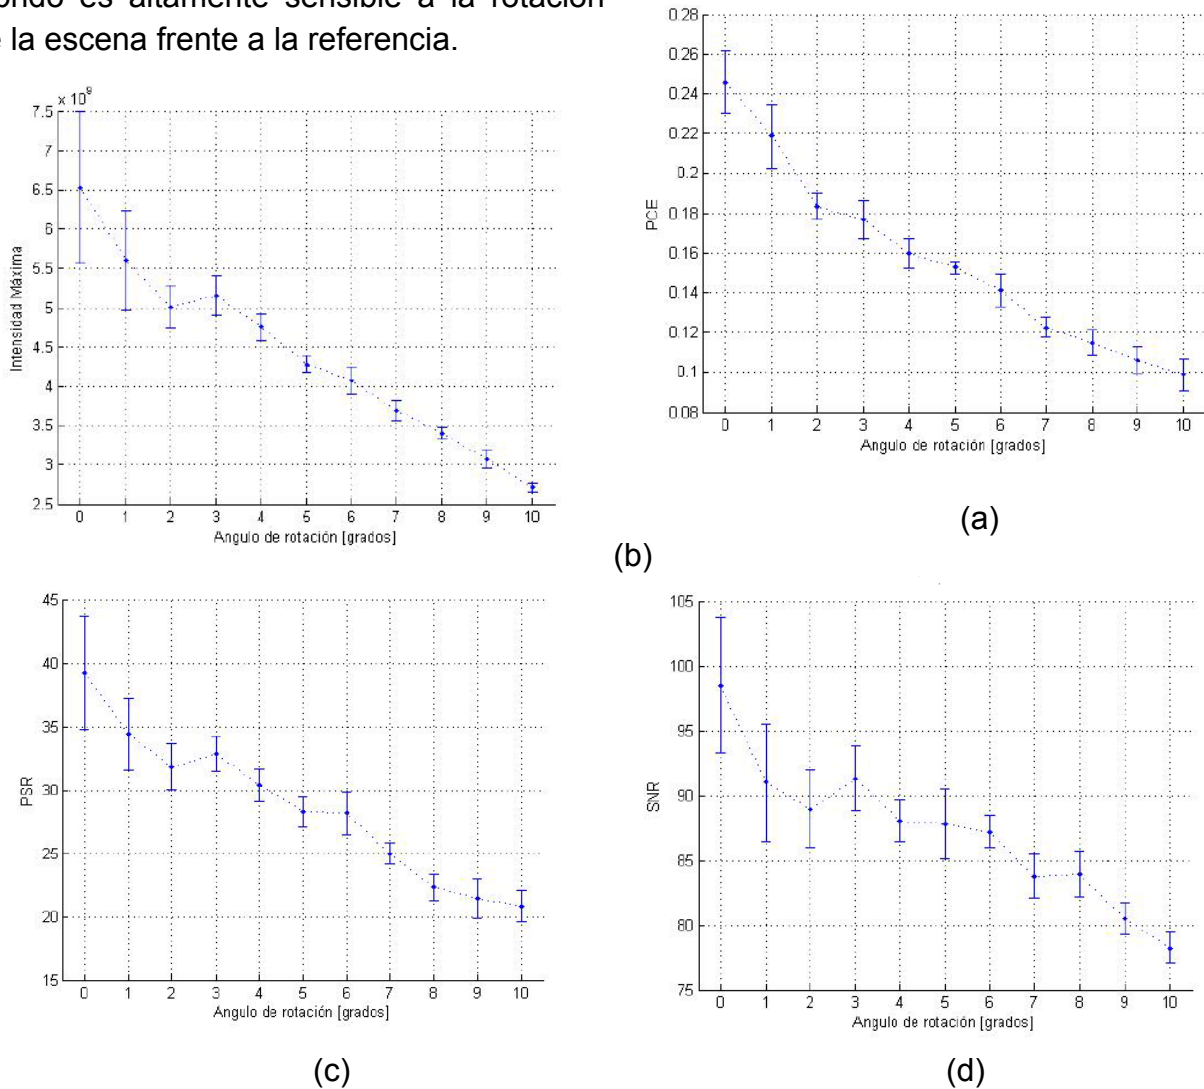 ondo es altamente sensible a la rotación
e la escena frente a la referencia.
x 10
7.5
7
6.5
6
5.5
5
4.5
4
3.5
3
2.5
Intensidad Máxima
0 1 2 3 4 5 6 7 8 9 10
Angulo de rotación [grados]
0.28
0.26
0.24
0.22
0.2
0.18
0.16
0.14
0.12
0.1
0.08
PCE
0 1 2 3 4 5 6 7 8 9 10
Angulo de rotación [grados]
(a)
(b)
45
40
35
30
25
20
15
PSR
0 1 2 3 4 5 6 7 8 9 10
Angulo de rotación [grados]
(c)
105
100
95
90
85
80
75
SNR
0 1 2 3 4 5 6 7 8 9 10
Angulo de rotación [grados]
(d)